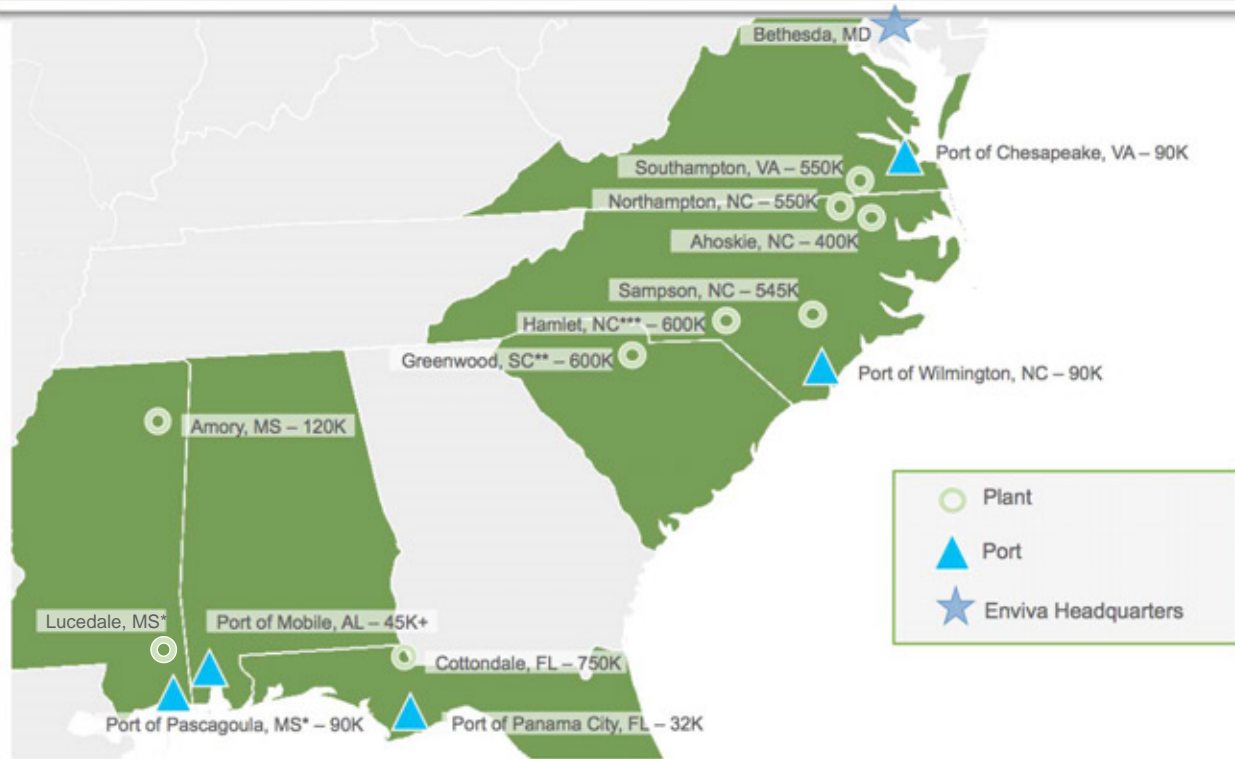 Bethesda, MD
Port of Chesapeake, VA – 90K
Southampton, VA – 550K
Northampton, NC – 550K
Ahoskie, NC – 400K
Sampson, NC – 545K
Hamlet, NC*** – 600K
Greenwood, SC** – 600K
Port of Wilmington, NC – 90K
Amory, MS – 120K
Plant
Port
Enviva Headquarters
Lucedale, MS*
Port of Mobile, AL – 45K+
Cottondale, FL – 750K
Port of Pascagoula, MS* – 90K
Port of Panama City, FL – 32K